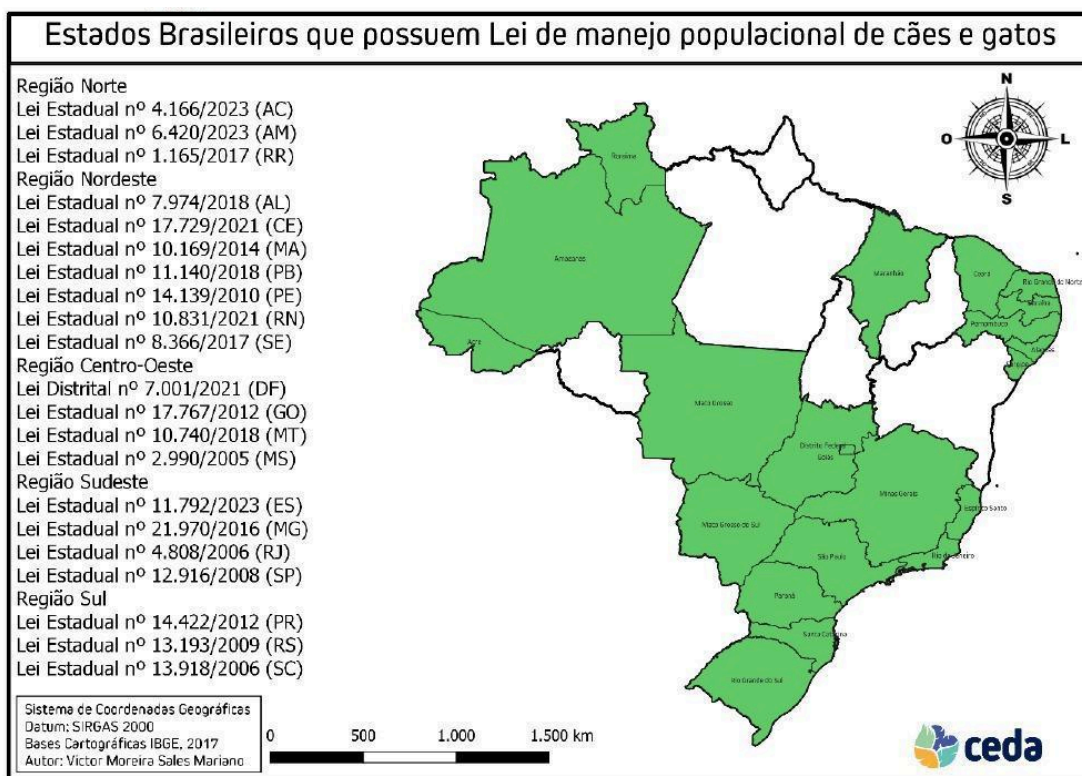 Estados Brasileiros que possuem Lei de manejo populacional de cães e gatos
Região Norte
Lei Estadual nº 4.166/2023 (AC)
Lei Estadual nº 6.420/2023 (AM)
Lei Estadual nº 1.165/2017 (RR)
Região Nordeste
Lei Estadual nº 7.974/2018 (AL)
Lei Estadual nº 17.729/2021 (CE)
Lei Estadual nº 10.169/2014 (MA)
Lei Estadual nº 11.140/2018 (PB)
Lei Estadual nº 14.139/2010 (PE)
Lei Estadual nº 10.831/2021 (RN)
Lei Estadual nº 8.366/2017 (SE)
Região Centro-Oeste
Lei Distrital nº 7.001/2021 (DF)
Lei Estadual nº 17.767/2012 (GO)
Lei Estadual nº 10.740/2018 (MT)
Lei Estadual nº 2.990/2005 (MS)
Região Sudeste
Lei Estadual nº 11.792/2023 (ES)
Lei Estadual nº 21.970/2016 (MG)
Lei Estadual nº 4.808/2006 (RJ)
Lei Estadual nº 12.916/2008 (SP)
Região Sul
Lei Estadual nº 14.422/2012 (PR)
Lei Estadual nº 13.193/2009 (RS)
Lei Estadual nº 13.918/2006 (SC)
Sistema de Coordenadas Geográficas
Datum: SIRGAS 2000
Bases Cartográficas IBGE, 2017
Autor: Victor Moreira Sales Mariano
N
O
L
S
Roraima
Amazonas
Acre
Maranhão
Ceará
Rio Grande do Norte
Paraíba
Pernambuco
Alagoas
Sergipe
Mato Grosso
Distrito Federal
Goiás
Minas Gerais
Espírito Santo
Mato Grosso do Sul
São Paulo
Rio de Janeiro
Paraná
Santa Catarina
Rio Grande do Sul
0 500 1.000 1.500 km
ceda